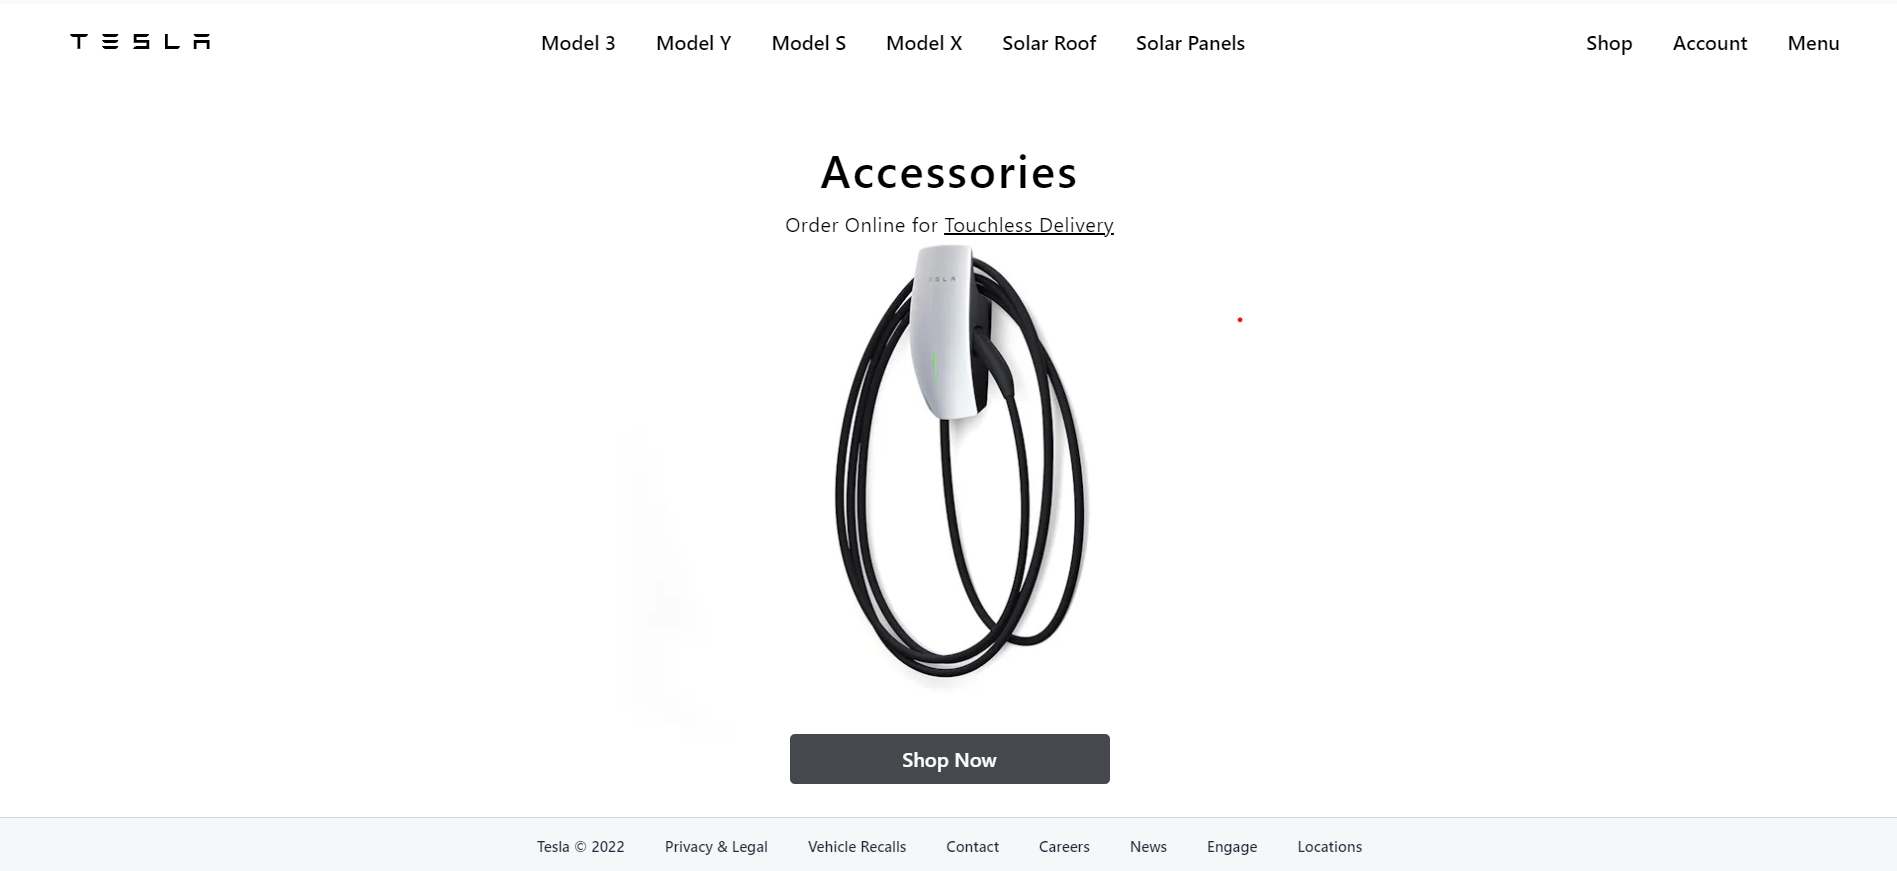 TESLA
Model 3 Model Y Model S Model X Solar Roof Solar Panels
Shop Account Menu
Accessories
Order Online for Touchless Delivery
TESLA
Shop Now
Tesla © 2022 Privacy & Legal Vehicle Recalls Contact Careers News Engage Locations